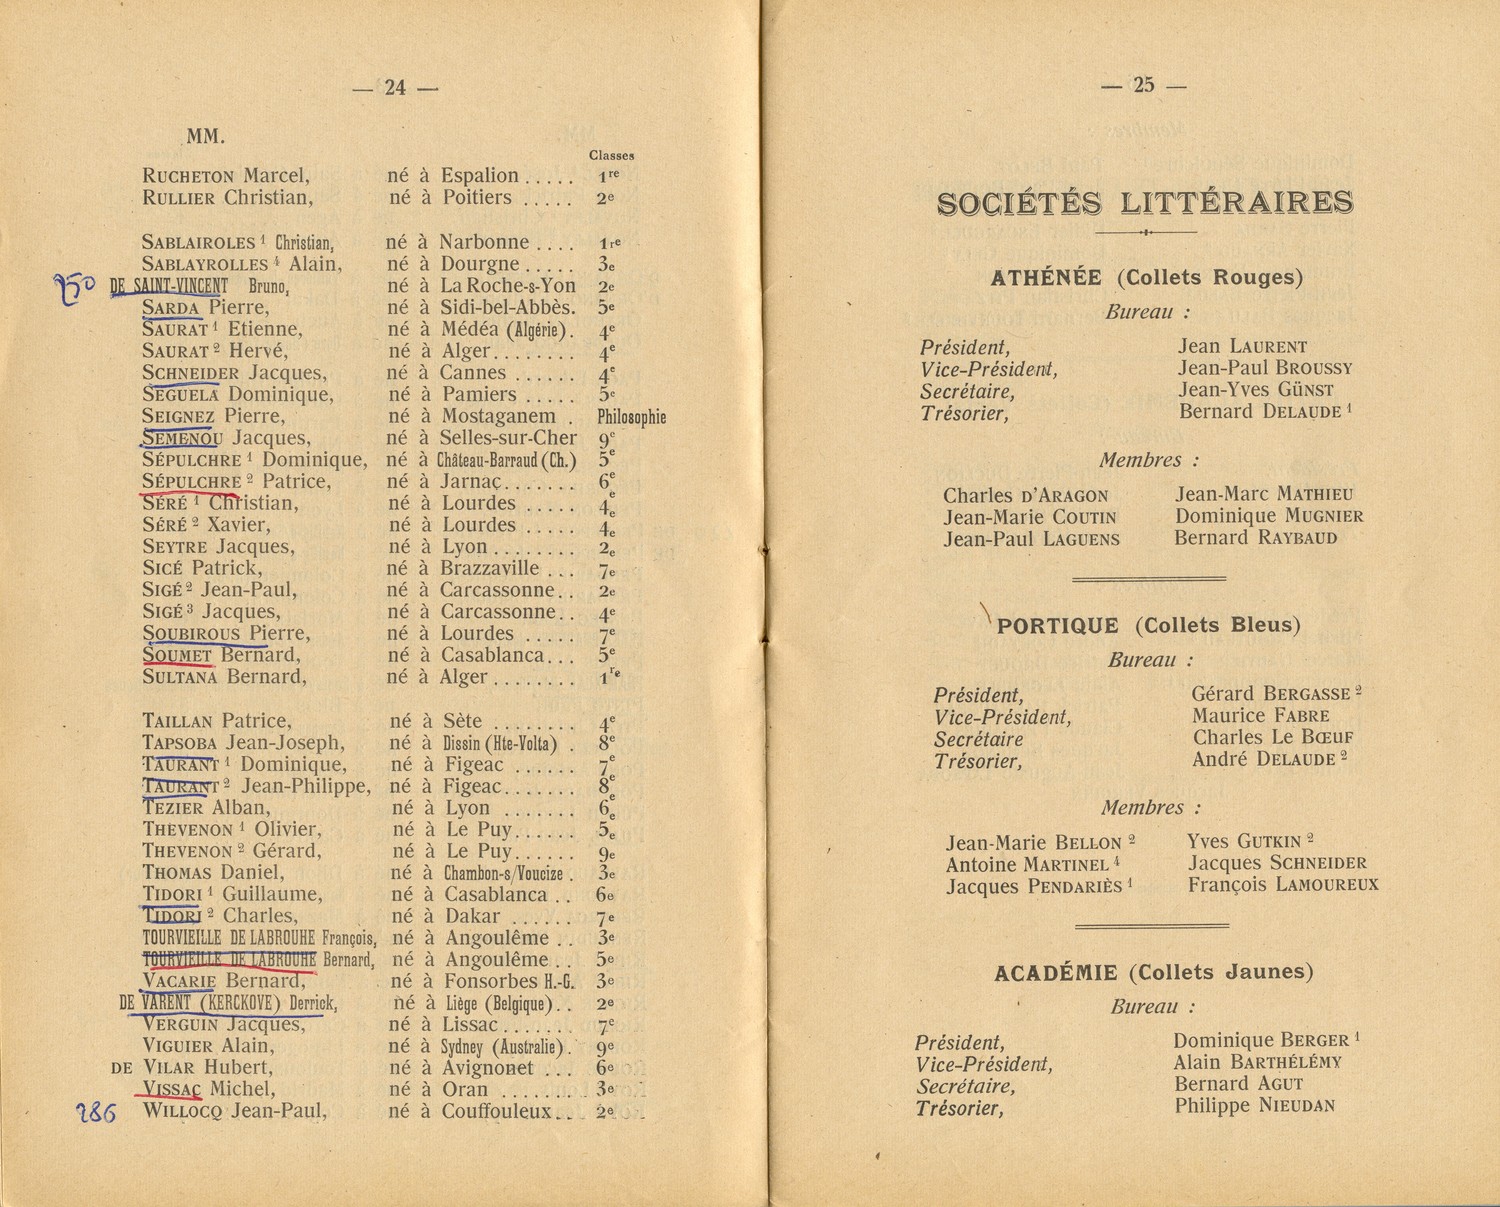 — 24 —
MM.
Classes
RUCHETON Marcel, né à Espalion ..... 1re
RULLIER Christian, né à Poitiers ..... 2e
SABLAIROLES 1 Christian, né à Narbonne .... 1re
SABLAYROLLES 4 Alain, né à Dourgne ..... 3e
250 DE SAINT-VINCENT Bruno, né à La Roche-s-Yon 2e
SARDA Pierre, né à Sidi-bel-Abbès. 5e
SAURAT 1 Etienne, né à Médéa (Algérie). 4e
SAURAT 2 Hervé, né à Alger........ 4e
SCHNEIDER Jacques, né à Cannes ...... 4e
SEGUELA Dominique, né à Pamiers ..... 5e
SEIGNEZ Pierre, né à Mostaganem . Philosophie
SEMENOU Jacques, né à Selles-sur-Cher 9e
SÉPULCHRE 1 Dominique, né à Château-Barraud (Ch.) 5e
SÉPULCHRE 2 Patrice, né à Jarnac....... 6e
SÉRÉ 1 Christian, né à Lourdes ..... 4e
SÉRÉ 2 Xavier, né à Lourdes ..... 4e
SEYTRE Jacques, né à Lyon ........ 2e
SICÉ Patrick, né à Brazzaville ... 7e
SIGÉ 2 Jean-Paul, né à Carcassonne.. 2e
SIGÉ 3 Jacques, né à Carcassonne.. 4e
SOUBIROUS Pierre, né à Lourdes ..... 7e
SOUMET Bernard, né à Casablanca... 5e
SULTANA Bernard, né à Alger ........ 1re
TAILLAN Patrice, né à Sète ........ 4e
TAPSOBA Jean-Joseph, né à Dissin (Hte-Volta) . 8e
TAURANT 1 Dominique, né à Figeac ...... 7e
TAURANT 2 Jean-Philippe, né à Figeac....... 8e
TEZIER Alban, né à Lyon ....... 6e
THEVENON 1 Olivier, né à Le Puy...... 5e
THEVENON 2 Gérard, né à Le Puy...... 9e
THOMAS Daniel, né à Chambon-s/Voucize . 3e
TIDORI 1 Guillaume, né à Casablanca .. 6e
TIDORI 2 Charles, né à Dakar ...... 7e
TOURVIEILLE DE LABROUHE François, né à Angoulême .. 3e
TOURVIEILLE DE LABROUHE Bernard, né à Angoulême .. 5e
VACARIE Bernard, né à Fonsorbes H.-G. 3e
DE VARENT (KERCKOVE) Derrick, né à Liège (Belgique).. 2e
VERGUIN Jacques, né à Lissac....... 7e
VIGUIER Alain, né à Sydney (Australie). 9e
DE VILAR Hubert, né à Avignonet ... 6e
VISSAC Michel, né à Oran ........ 3e
286 WILLOCQ Jean-Paul, né à Couffouleux.. 2e
— 25 —
SOCIÉTÉS LITTÉRAIRES
ATHÉNÉE (Collets Rouges)
Bureau :
Président, Jean LAURENT
Vice-Président, Jean-Paul BROUSSY
Secrétaire, Jean-Yves GÜNST
Trésorier, Bernard DELAUDE 1
Membres :
Charles D'ARAGON Jean-Marc MATHIEU
Jean-Marie COUTIN Dominique MUGNIER
Jean-Paul LAGUENS Bernard RAYBAUD
PORTIQUE (Collets Bleus)
Bureau :
Président, Gérard BERGASSE 2
Vice-Président, Maurice FABRE
Secrétaire Charles LE BŒUF
Trésorier, André DELAUDE 2
Membres :
Jean-Marie BELLON 2 Yves GUTKIN 2
Antoine MARTINEL 4 Jacques SCHNEIDER
Jacques PENDARIÈS 1 François LAMOUREUX
ACADÉMIE (Collets Jaunes)
Bureau :
Président, Dominique BERGER 1
Vice-Président, Alain BARTHÉLÉMY
Secrétaire, Bernard AGUT
Trésorier, Philippe NIEUDAN